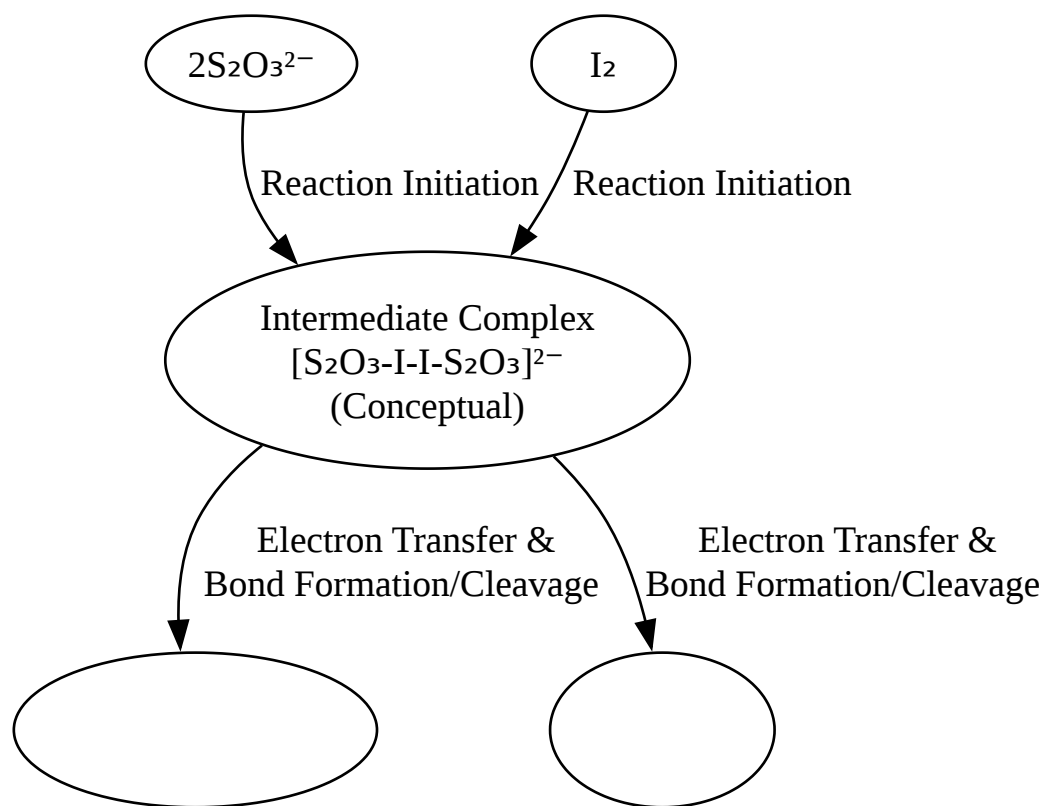 2S₂O₃²⁻
I₂
Reaction Initiation
Reaction Initiation
Intermediate Complex
[S₂O₃-I-I-S₂O₃]²⁻
(Conceptual)
Electron Transfer &
Bond Formation/Cleavage
Electron Transfer &
Bond Formation/Cleavage